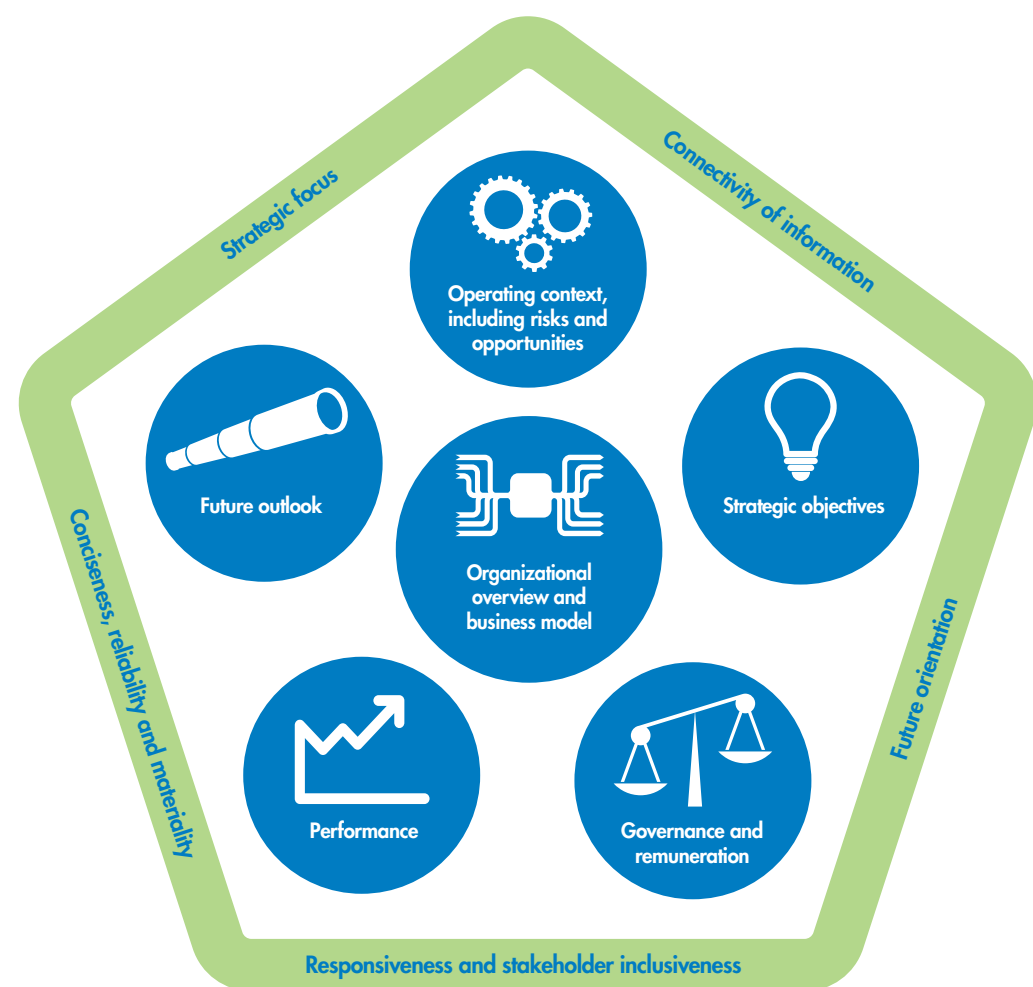 Strategic focus
Connectivity of information
Operating context,
including risks and
opportunities
Future outlook
Strategic objectives
Organizational
overview and
business model
Conciseness, reliability and materiality
Future orientation
Performance
Governance and
remuneration
Responsiveness and stakeholder inclusiveness